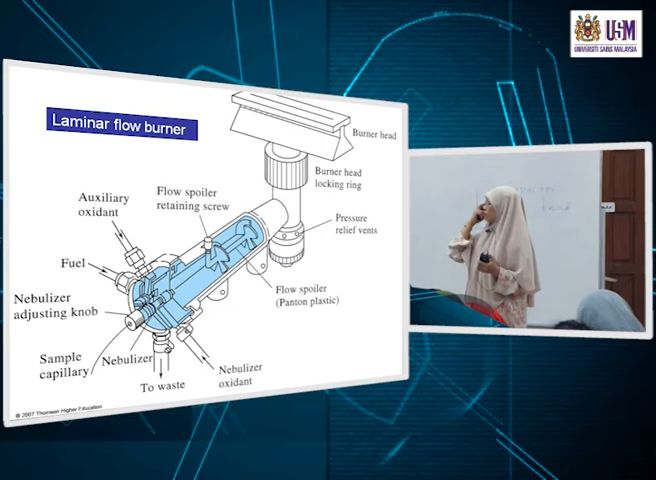 USM
UNIVERSITI SAINS MALAYSIA
Laminar flow burner
Burner head
Burner head
locking ring
Flow spoiler
retaining screw
Auxiliary
oxidant
Pressure
relief vents
Fuel
Flow spoiler
(Panton plastic)
Nebulizer
adjusting knob
Sample
capillary
Nebulizer
Nebulizer
oxidant
To waste
© 2007 Thomson Higher Education